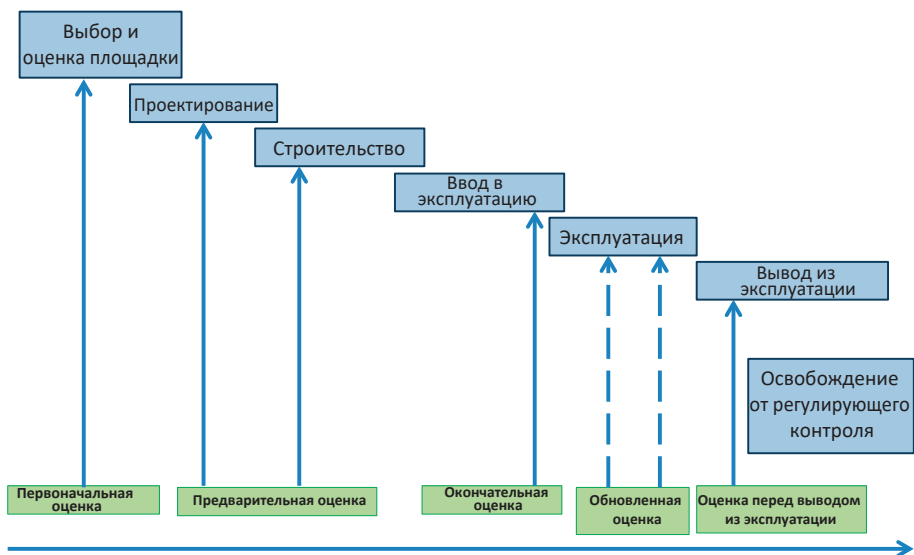 Выбор и
оценка площадки
Проектирование
Строительство
Ввод в
эксплуатацию
Эксплуатация
Вывод из
эксплуатации
Освобождение
от регулирующего
контроля
Первоначальная
оценка
Предварительная оценка
Окончательная
оценка
Обновленная
оценка
Оценка перед выводом
из эксплуатации